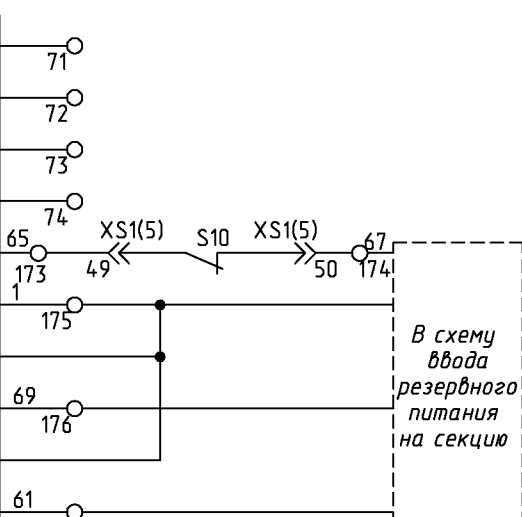 71
72
73
74
65 XS1(5) S10 XS1(5) 67
173 49 50 174
1
175
69
176
61
В схему
ввода
резервного
питания
на секцию